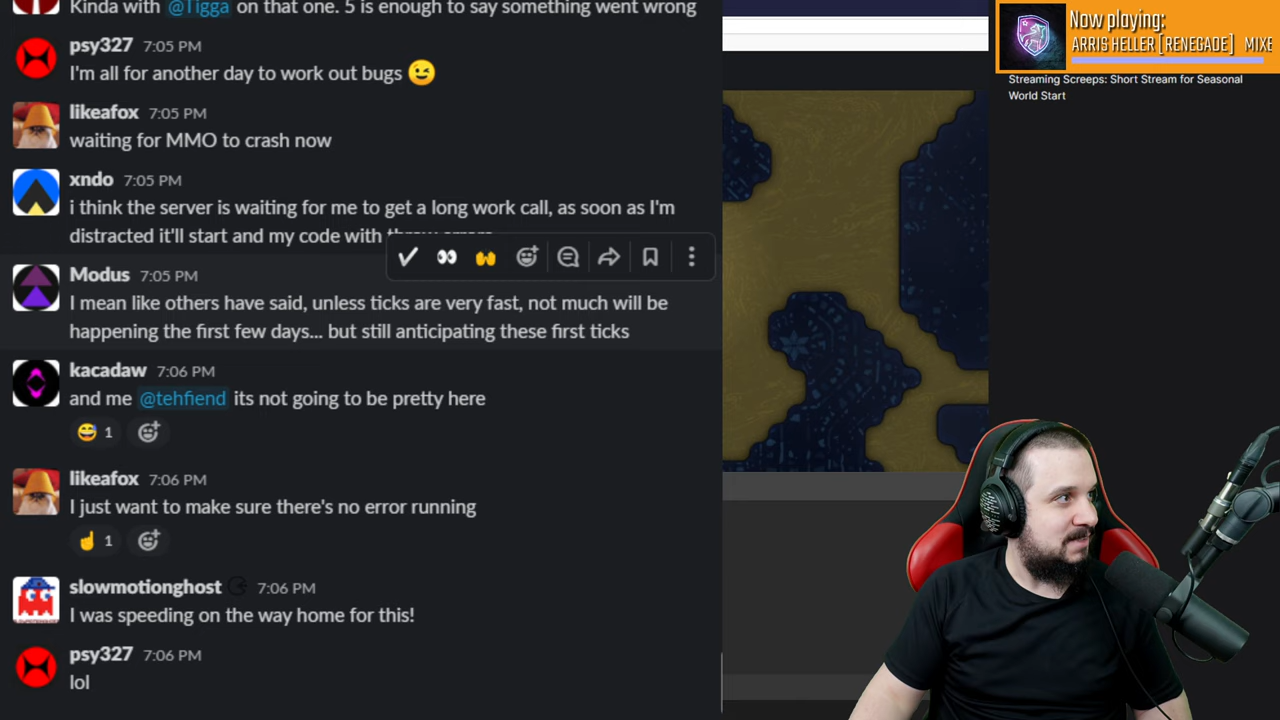 Kinda with @Tigga on that one. 5 is enough to say something went wrong
psy327 7:05 PM
I'm all for another day to work out bugs 😉
likeafox 7:05 PM
waiting for MMO to crash now
xndo 7:05 PM
i think the server is waiting for me to get a long work call, as soon as I'm
distracted it'll start and my code with throw errors
Modus 7:05 PM
I mean like others have said, unless ticks are very fast, not much will be
happening the first few days... but still anticipating these first ticks
kacadaw 7:06 PM
and me @tehfiend its not going to be pretty here
😅 1
likeafox 7:06 PM
I just want to make sure there's no error running
☝ 1
slowmotionghost 7:06 PM
I was speeding on the way home for this!
psy327 7:06 PM
lol
Now playing:
ARRIS HELLER [RENEGADE] MIXE
Streaming Screeps: Short Stream for Seasonal
World Start